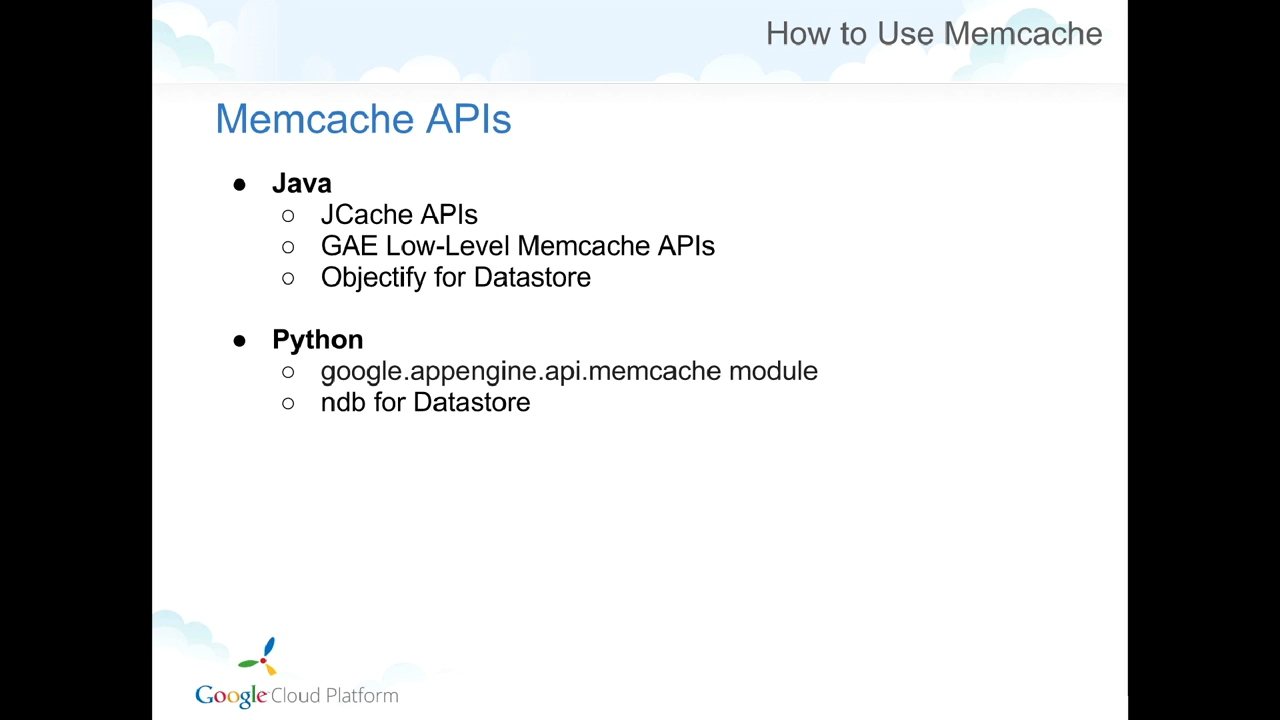 How to Use Memcache
Memcache APIs
● Java
○ JCache APIs
○ GAE Low-Level Memcache APIs
○ Objectify for Datastore
● Python
○ google.appengine.api.memcache module
○ ndb for Datastore
Google Cloud Platform